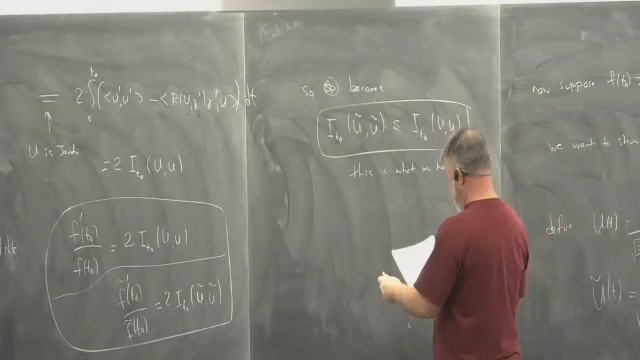 = 2 ∫₀^{t₀} (<U',U'> - <R(U,γ')γ',U>) dt
U is Jacobi
= 2 I_{t₀}(U,U)
f'(t₀)/f(t₀) = 2 I_{t₀}(U,U)
f̃'(t₀)/f̃(t₀) = 2 I_{t₀}(Ũ,Ũ)
so ⊛ becomes
I_{t₀}(Ũ,Ũ) ≤ I_{t₀}(U,U)
this is what we
now suppose f(t₀)
we want to show
define U(t) =
Ũ(t) =